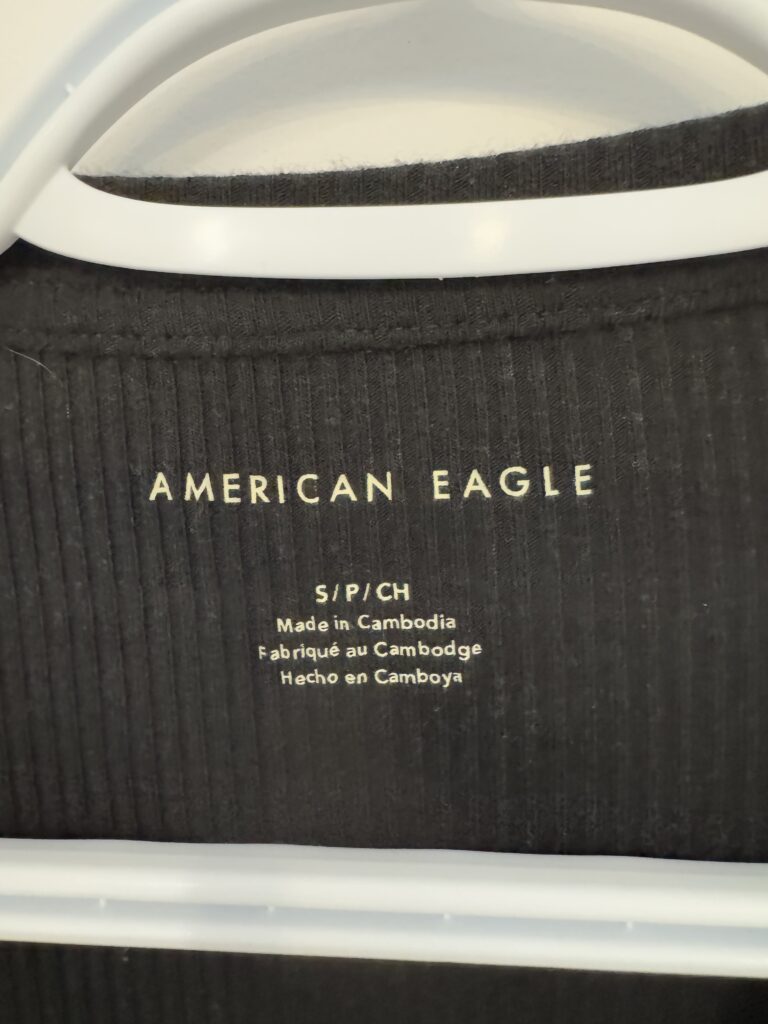 AMERICAN EAGLE
S/P/CH
Made in Cambodia
Fabriqué au Cambodge
Hecho en Camboya